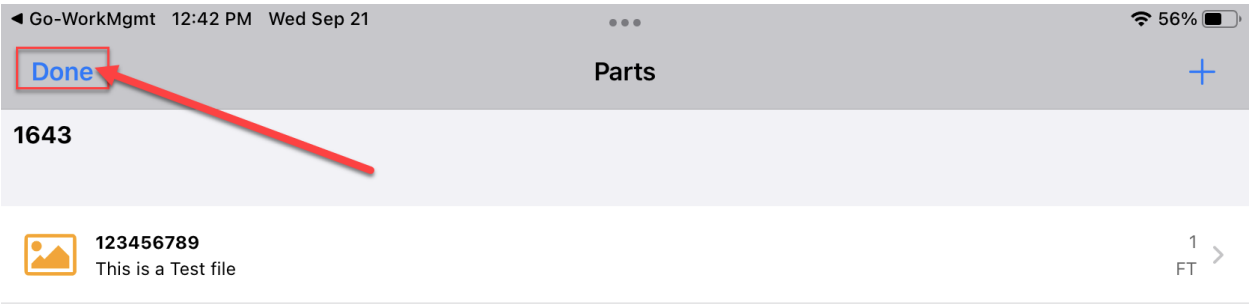 ◀ Go-WorkMgmt 12:42 PM Wed Sep 21 56%
Done Parts +
1643
123456789 1
This is a Test file FT